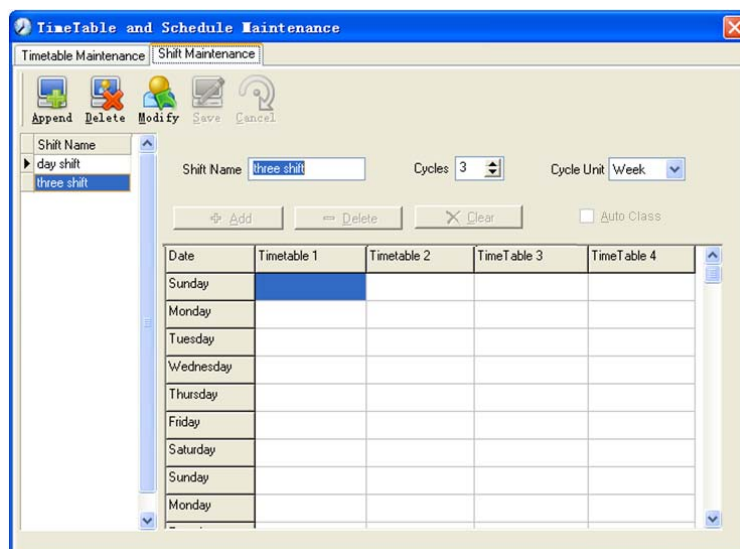 TimeTable and Schedule Maintenance
Timetable Maintenance Shift Maintenance
Append Delete Modify Save Cancel
Shift Name
day shift
three shift
Shift Name three shift Cycles 3 Cycle Unit Week
Add Delete Clear Auto Class
Date Timetable 1 Timetable 2 TimeTable 3 TimeTable 4
Sunday
Monday
Tuesday
Wednesday
Thursday
Friday
Saturday
Sunday
Monday